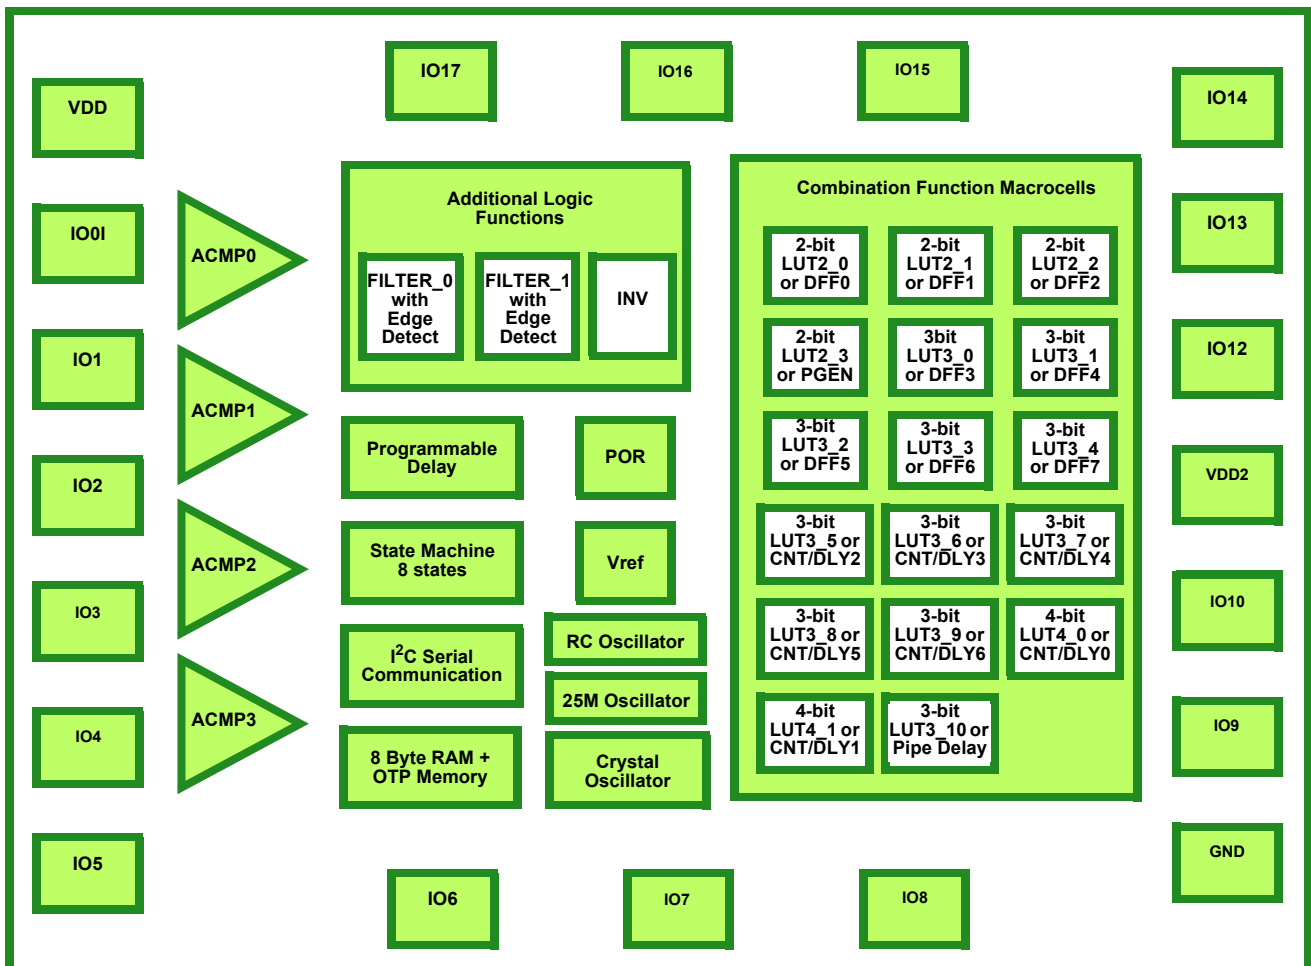 IO17
IO16
IO15
VDD
IO14
IO0I
ACMP0
IO13
IO1
ACMP1
IO12
IO2
ACMP2
VDD2
IO3
IO10
IO4
ACMP3
IO9
IO5
GND
IO6
IO7
IO8
Additional Logic
Functions
FILTER_0
with
Edge
Detect
FILTER_1
with
Edge
Detect
INV
Programmable
Delay
POR
State Machine
8 states
Vref
I²C Serial
Communication
RC Oscillator
25M Oscillator
8 Byte RAM +
OTP Memory
Crystal
Oscillator
Combination Function Macrocells
2-bit
LUT2_0
or DFF0
2-bit
LUT2_1
or DFF1
2-bit
LUT2_2
or DFF2
2-bit
LUT2_3
or PGEN
3bit
LUT3_0
or DFF3
3-bit
LUT3_1
or DFF4
3-bit
LUT3_2
or DFF5
3-bit
LUT3_3
or DFF6
3-bit
LUT3_4
or DFF7
3-bit
LUT3_5 or
CNT/DLY2
3-bit
LUT3_6 or
CNT/DLY3
3-bit
LUT3_7 or
CNT/DLY4
3-bit
LUT3_8 or
CNT/DLY5
3-bit
LUT3_9 or
CNT/DLY6
4-bit
LUT4_0 or
CNT/DLY0
4-bit
LUT4_1 or
CNT/DLY1
3-bit
LUT3_10 or
Pipe Delay